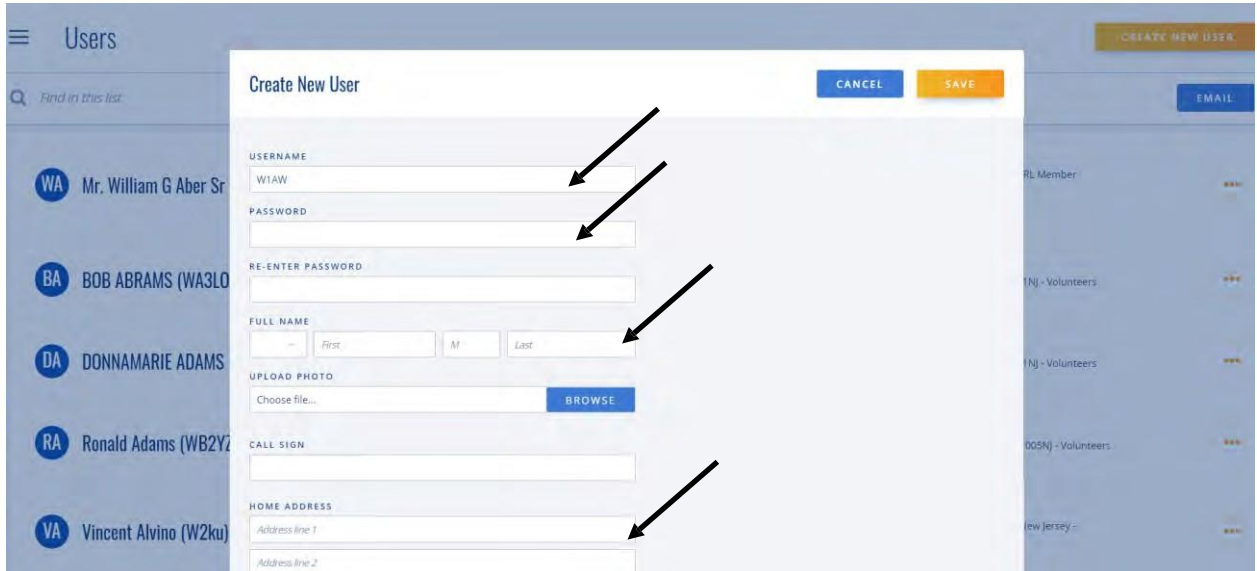 Users
CREATE NEW USER
Find in this list
EMAIL
Create New User
CANCEL
SAVE
USERNAME
W1AW
PASSWORD
RE-ENTER PASSWORD
FULL NAME
First
M
Last
UPLOAD PHOTO
Choose file...
BROWSE
CALL SIGN
HOME ADDRESS
Address line 1
Address line 2
WA
Mr. William G Aber Sr
RL Member
BA
BOB ABRAMS (WA3LO
1NJ - Volunteers
DA
DONNAMARIE ADAMS
1NJ - Volunteers
RA
Ronald Adams (WB2YZ
005NJ - Volunteers
VA
Vincent Alvino (W2ku)
ew Jersey -